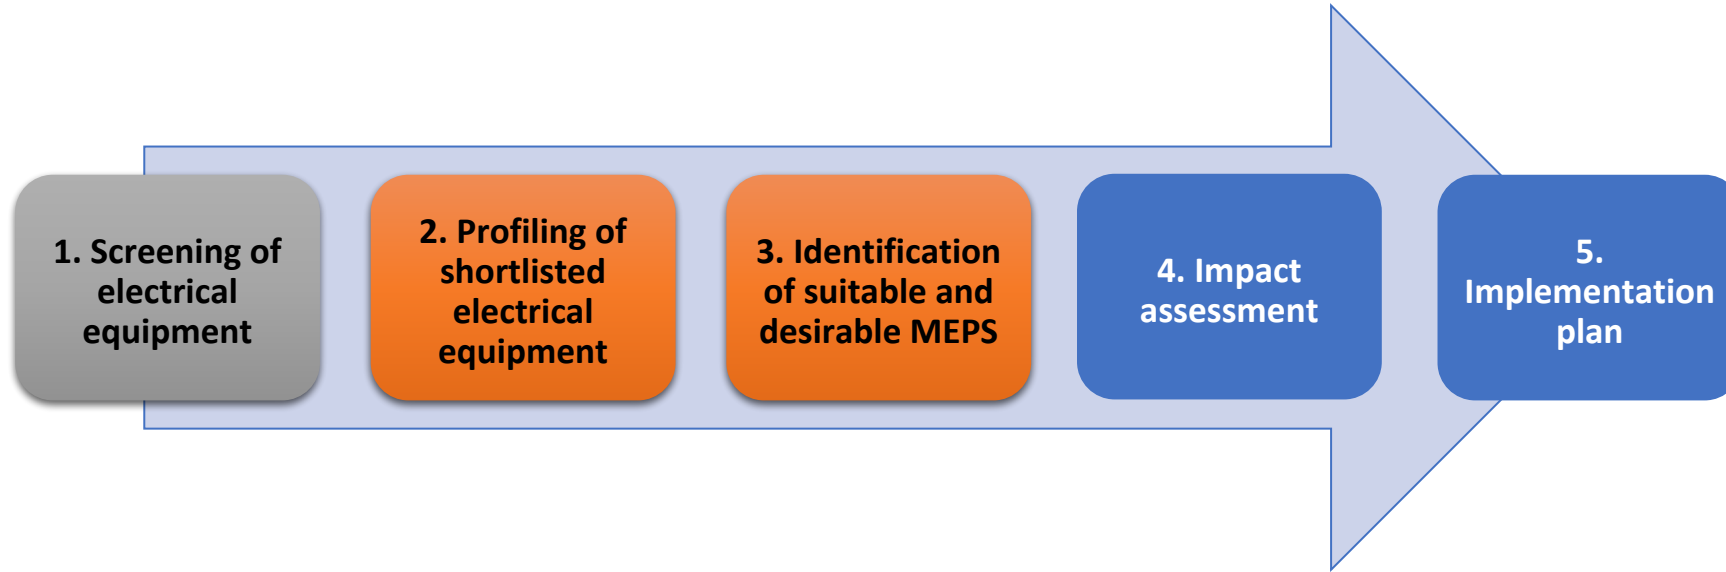 1. Screening of
electrical
equipment
2. Profiling of
shortlisted
electrical
equipment
3. Identification
of suitable and
desirable MEPS
4. Impact
assessment
5.
Implementation
plan